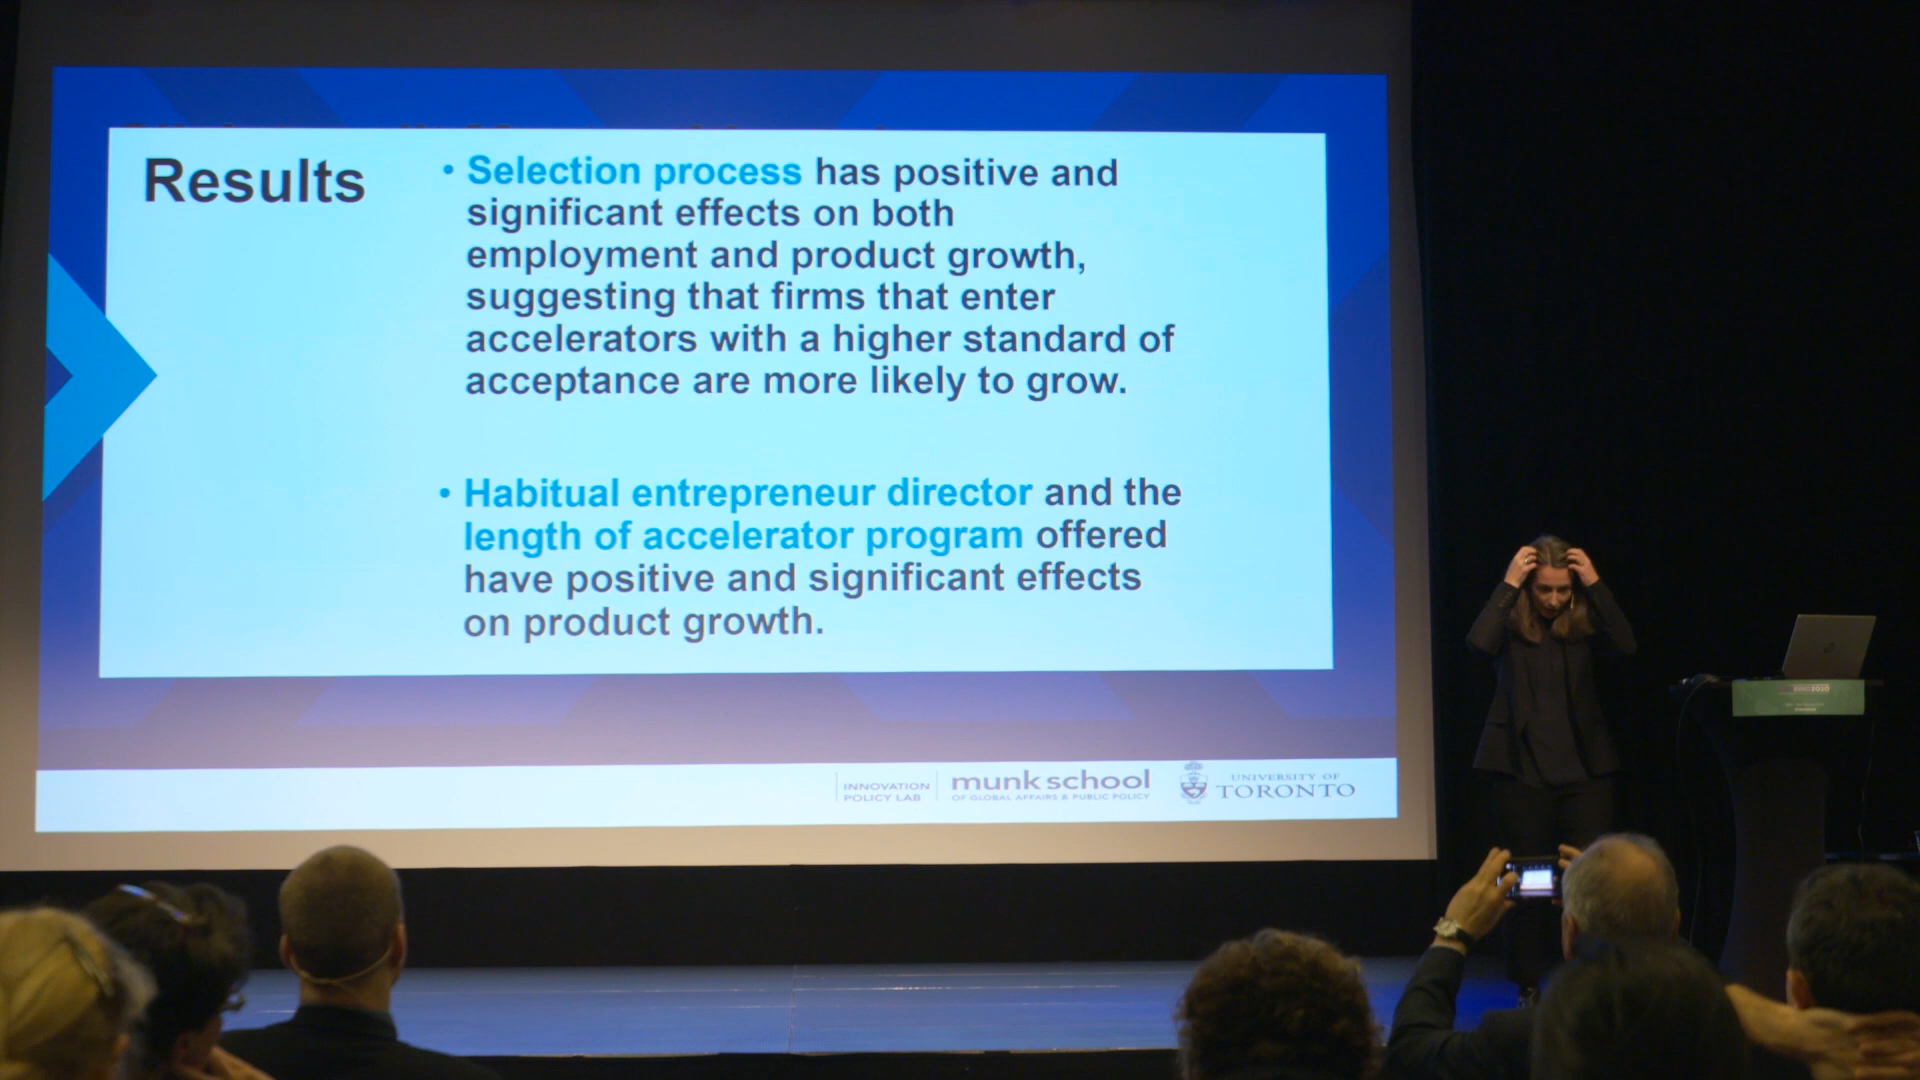 Results
• Selection process has positive and
significant effects on both
employment and product growth,
suggesting that firms that enter
accelerators with a higher standard of
acceptance are more likely to grow.
• Habitual entrepreneur director and the
length of accelerator program offered
have positive and significant effects
on product growth.
INNOVATION
POLICY LAB
munk school
OF GLOBAL AFFAIRS & PUBLIC POLICY
UNIVERSITY OF
TORONTO